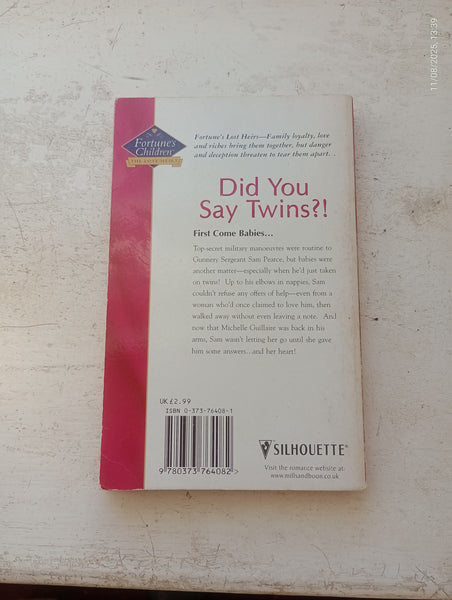 11/08/2025, 13:39
Fortune's
Children
THE LOST HEIRS
Fortune's Lost Heirs—Family loyalty, love
and riches bring them together, but danger
and deception threaten to tear them apart.
Did You
Say Twins?!
First Come Babies…
Top-secret military manoeuvres were routine to
Gunnery Sergeant Sam Pearce, but babies were
another matter—especially when he'd just taken
on twins! Up to his elbows in nappies, Sam
couldn't refuse any offers of help—even from a
woman who'd once claimed to love him, then
walked away without even leaving a note. And
now that Michelle Guillaire was back in his
arms, Sam wasn't letting her go until she gave
him some answers…and her heart!
UK £2.99
ISBN 0-373-76408-1
9 780373 764082 >
SILHOUETTE®
Visit the romance website at:
www.millsandboon.co.uk